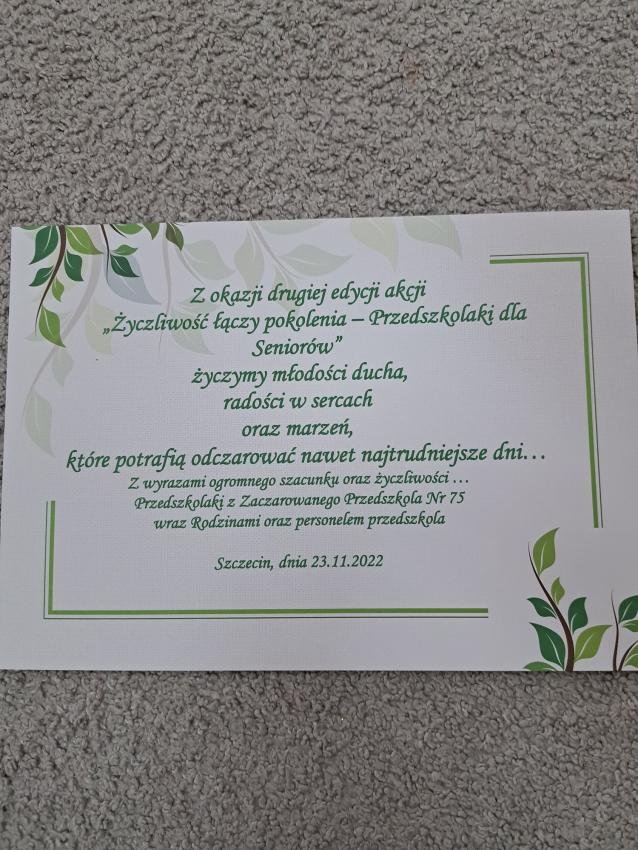 Z okazji drugiej edycji akcji
„Życzliwość łączy pokolenia – Przedszkolaki dla
Seniorów”
życzymy młodości ducha,
radości w sercach
oraz marzeń,
które potrafią odczarować nawet najtrudniejsze dni…
Z wyrazami ogromnego szacunku oraz życzliwości …
Przedszkolaki z Zaczarowanego Przedszkola Nr 75
wraz Rodzinami oraz personelem przedszkola
Szczecin, dnia 23.11.2022